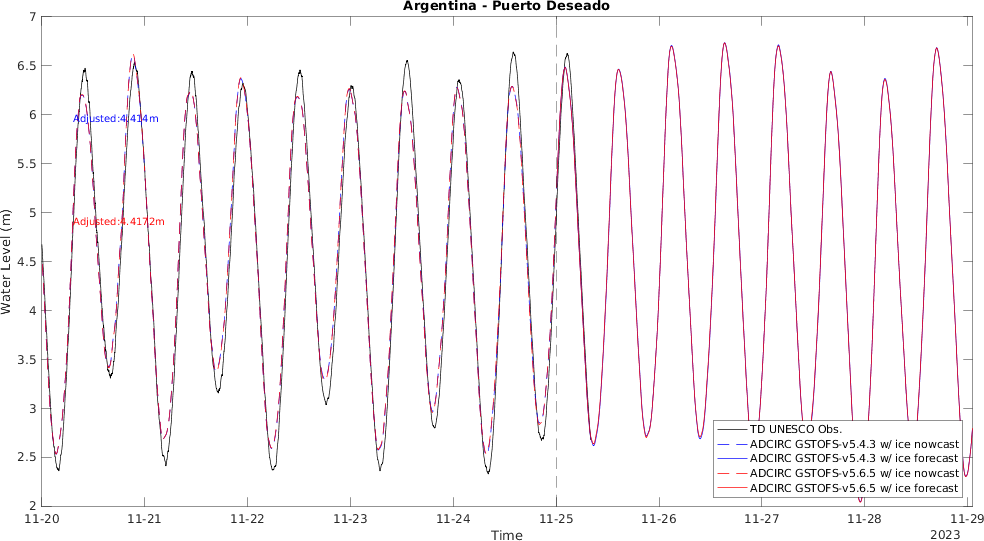 Argentina - Puerto Deseado
7
6.5
6
5.5
5
4.5
4
3.5
3
2.5
2
Water Level (m)
Adjusted:4.414m
Adjusted:4.4172m
TD UNESCO Obs.
ADCIRC GSTOFS-v5.4.3 w/ ice nowcast
ADCIRC GSTOFS-v5.4.3 w/ ice forecast
ADCIRC GSTOFS-v5.6.5 w/ ice nowcast
ADCIRC GSTOFS-v5.6.5 w/ ice forecast
11-20 11-21 11-22 11-23 11-24 11-25 11-26 11-27 11-28 11-29
Time
2023